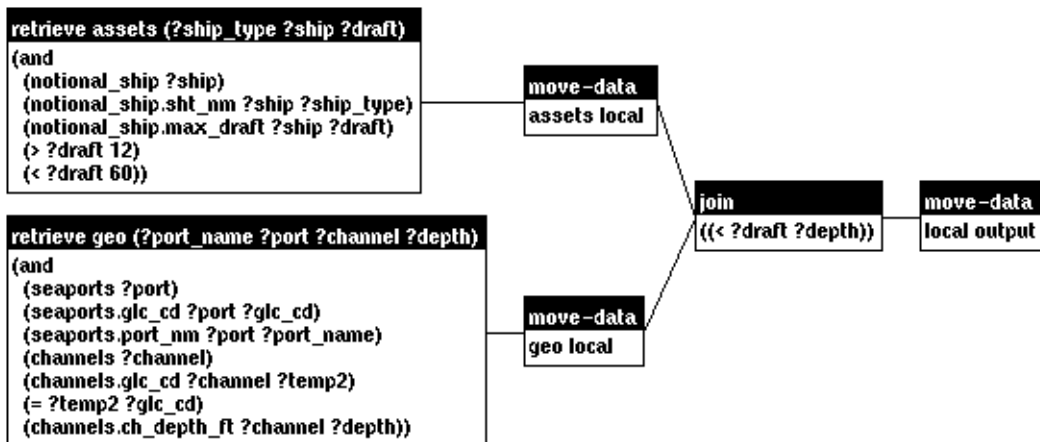 retrieve assets (?ship_type ?ship ?draft)
(and
(notional_ship ?ship)
(notional_ship.sht_nm ?ship ?ship_type)
(notional_ship.max_draft ?ship ?draft)
(> ?draft 12)
(< ?draft 60))
move-data
assets local
join
((< ?draft ?depth))
move-data
local output
retrieve geo (?port_name ?port ?channel ?depth)
(and
(seaports ?port)
(seaports.glc_cd ?port ?glc_cd)
(seaports.port_nm ?port ?port_name)
(channels ?channel)
(channels.glc_cd ?channel ?temp2)
(= ?temp2 ?glc_cd)
(channels.ch_depth_ft ?channel ?depth))
move-data
geo local